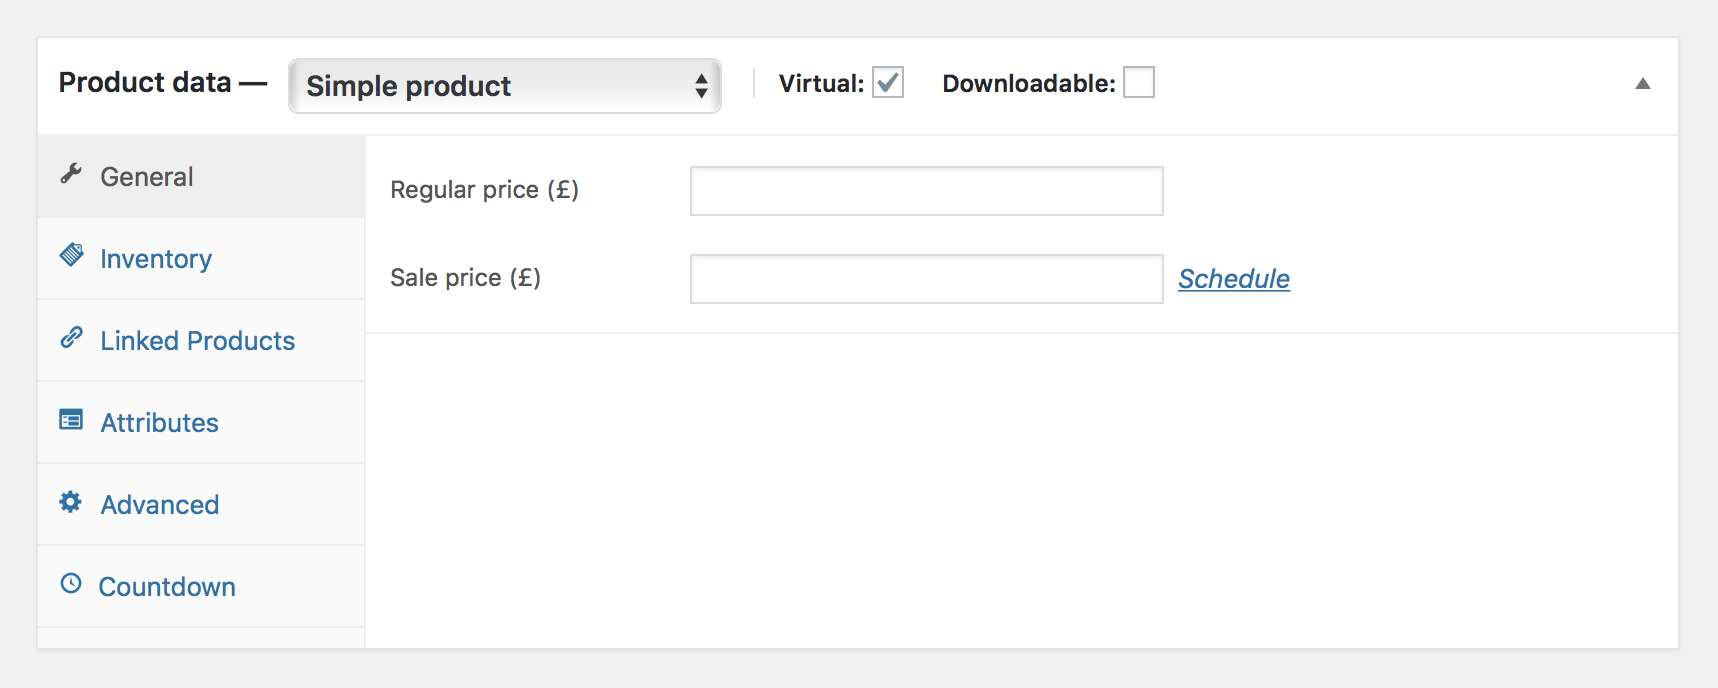 Product data — Simple product Virtual: Downloadable:
General
Regular price (£)
Inventory
Sale price (£) Schedule
Linked Products
Attributes
Advanced
Countdown